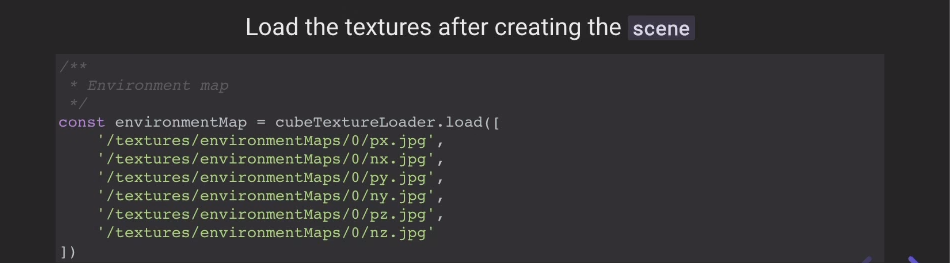 Load the textures after creating the scene
/**
 * Environment map
 */
const environmentMap = cubeTextureLoader.load([
    '/textures/environmentMaps/0/px.jpg',
    '/textures/environmentMaps/0/nx.jpg',
    '/textures/environmentMaps/0/py.jpg',
    '/textures/environmentMaps/0/ny.jpg',
    '/textures/environmentMaps/0/pz.jpg',
    '/textures/environmentMaps/0/nz.jpg'
])